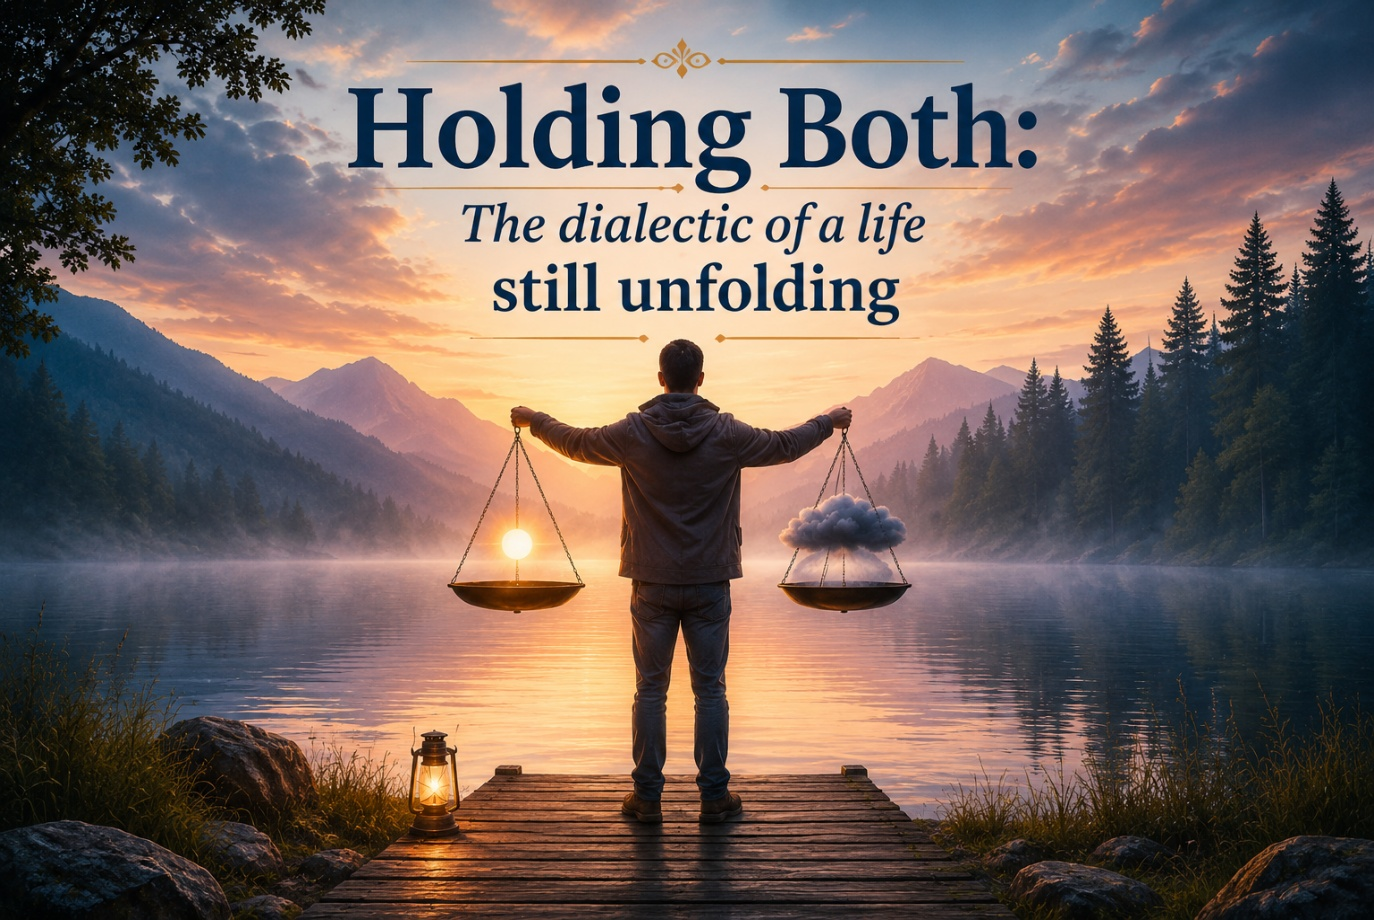 Holding Both:
The dialectic of a life
still unfolding